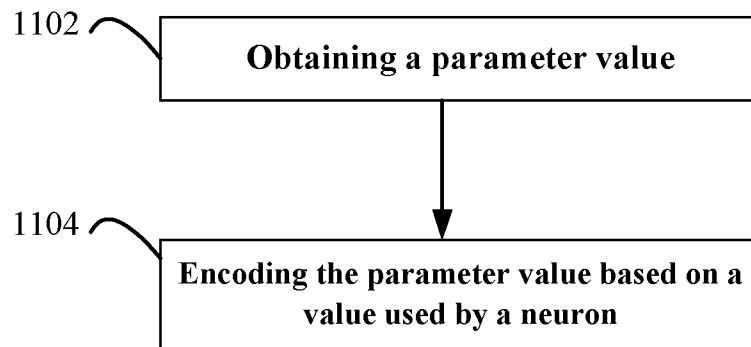 1102
Obtaining a parameter value
1104
Encoding the parameter value based on a
value used by a neuron